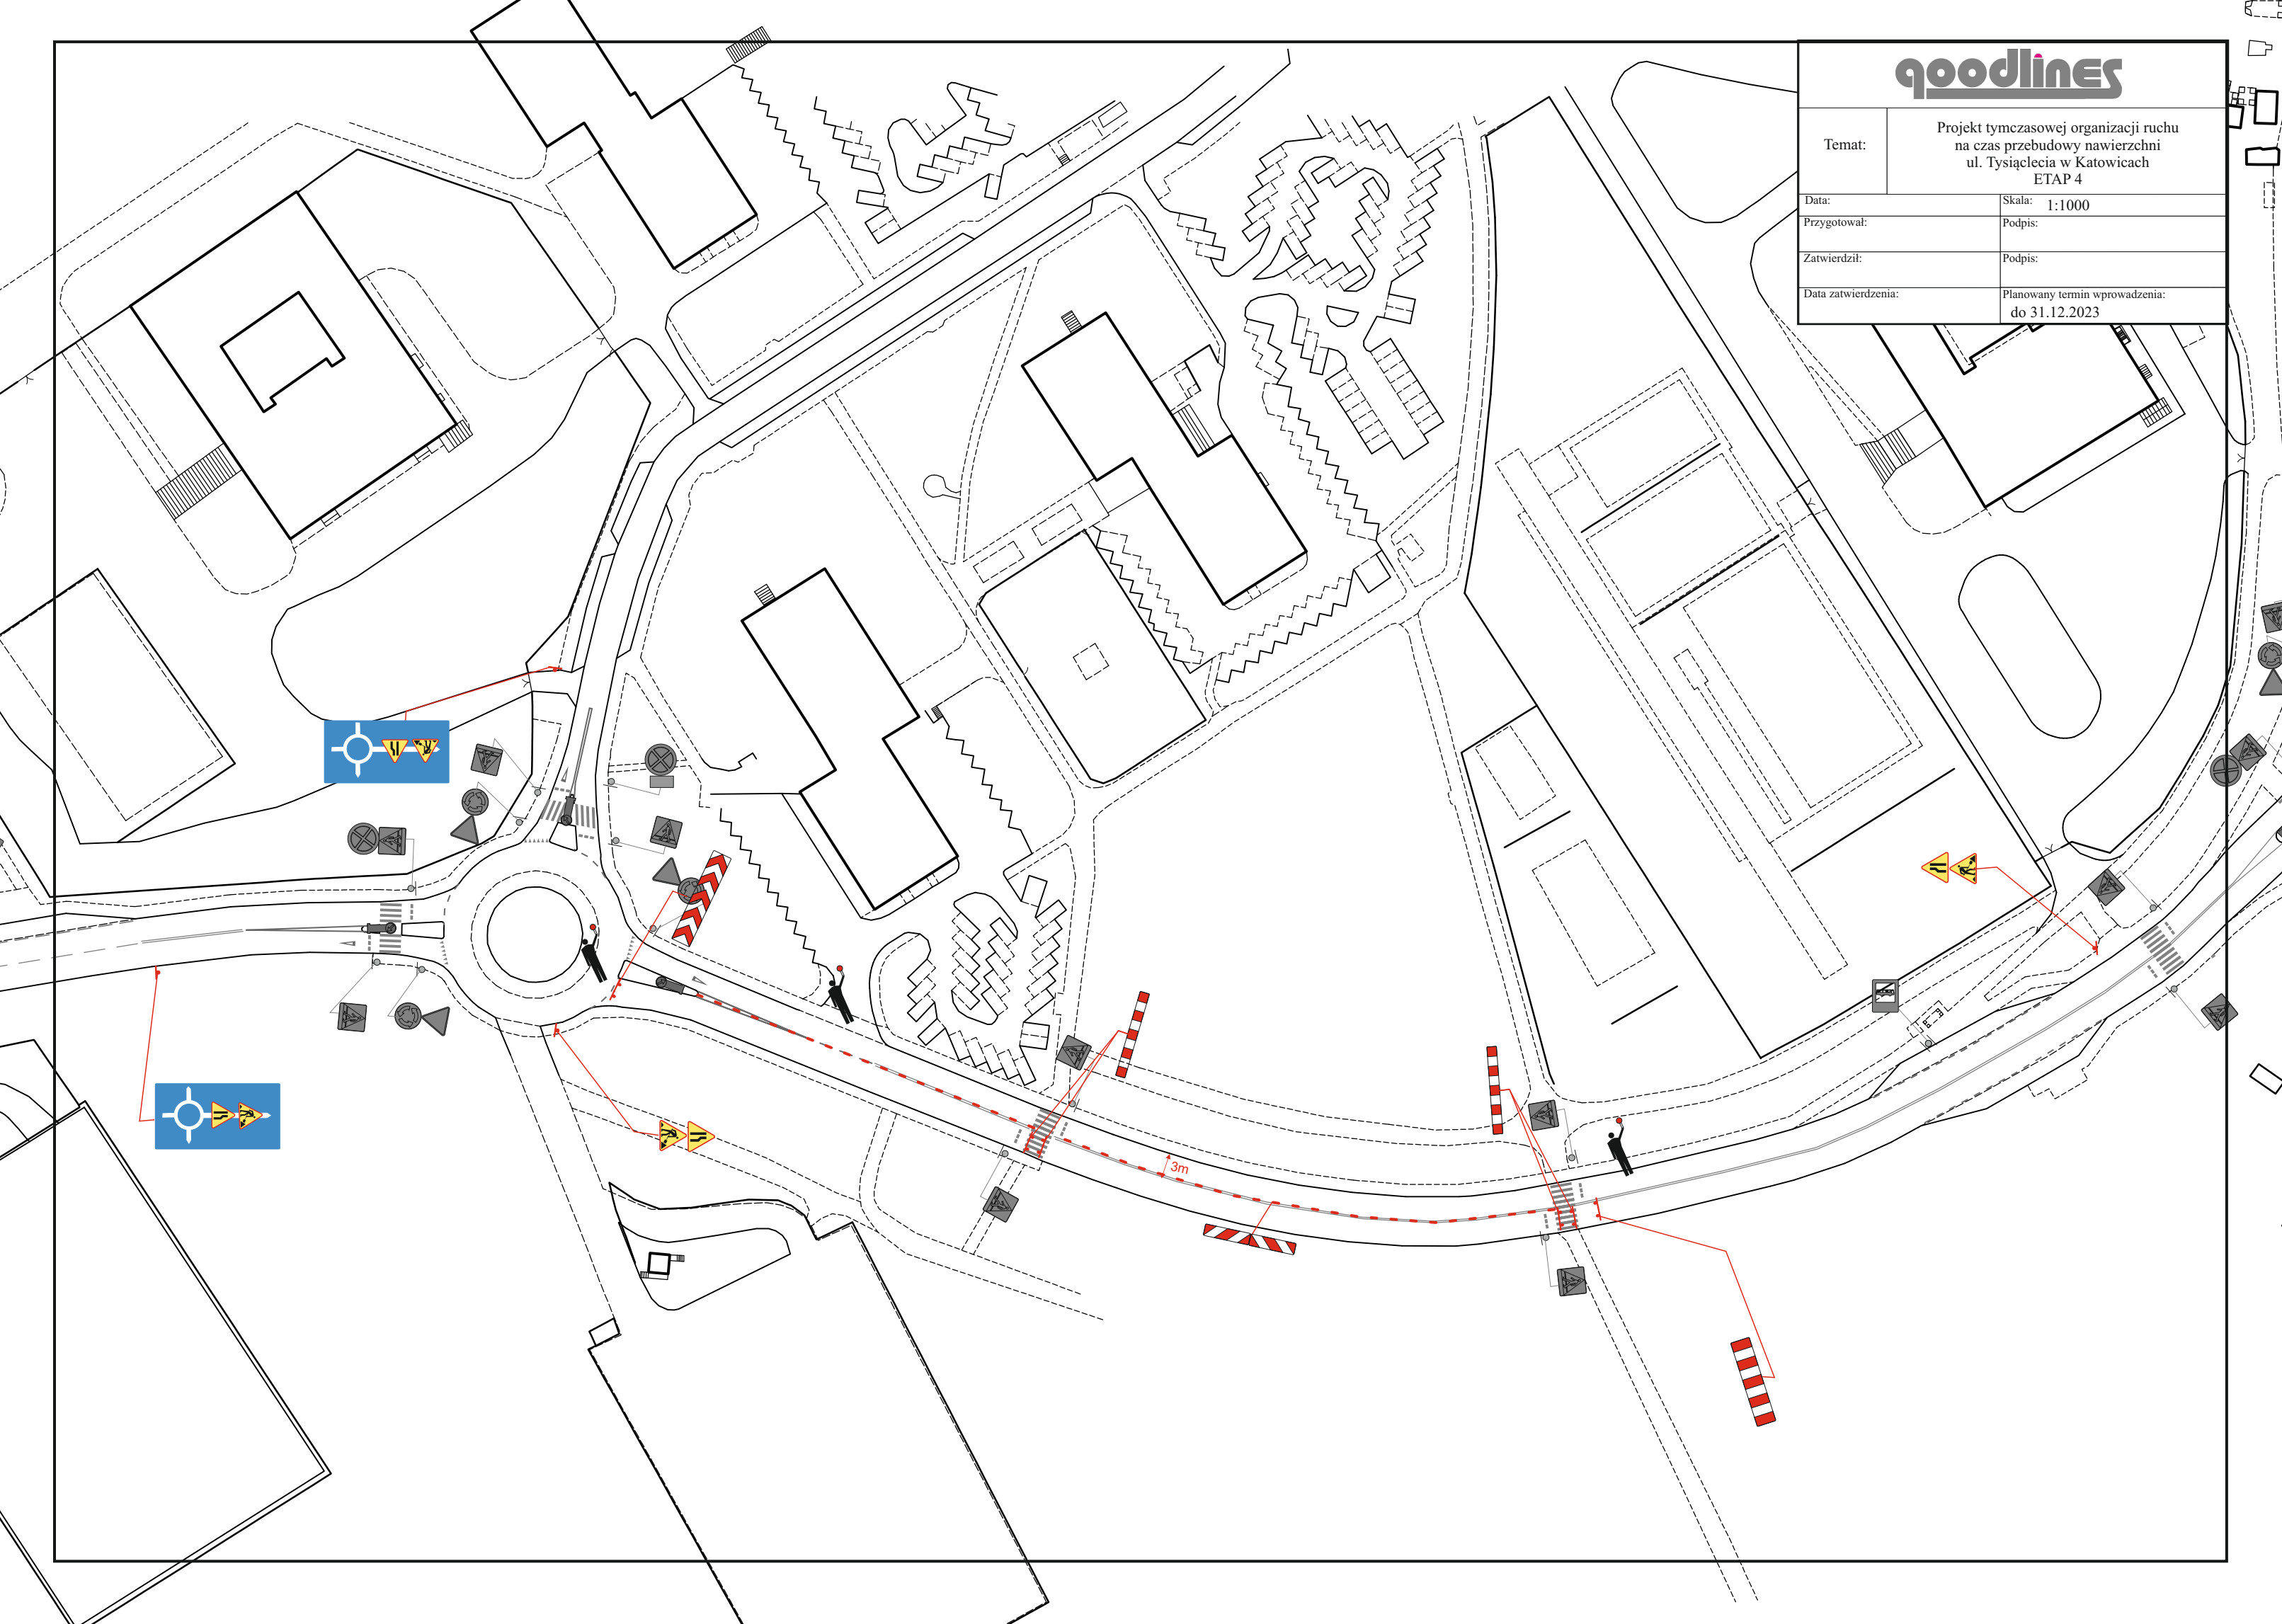 goodlines
Temat:
Projekt tymczasowej organizacji ruchu
na czas przebudowy nawierzchni
ul. Tysiąclecia w Katowicach
ETAP 4
Data:
Skala: 1:1000
Przygotował:
Podpis:
Zatwierdził:
Podpis:
Data zatwierdzenia:
Planowany termin wprowadzenia:
do 31.12.2023
3m